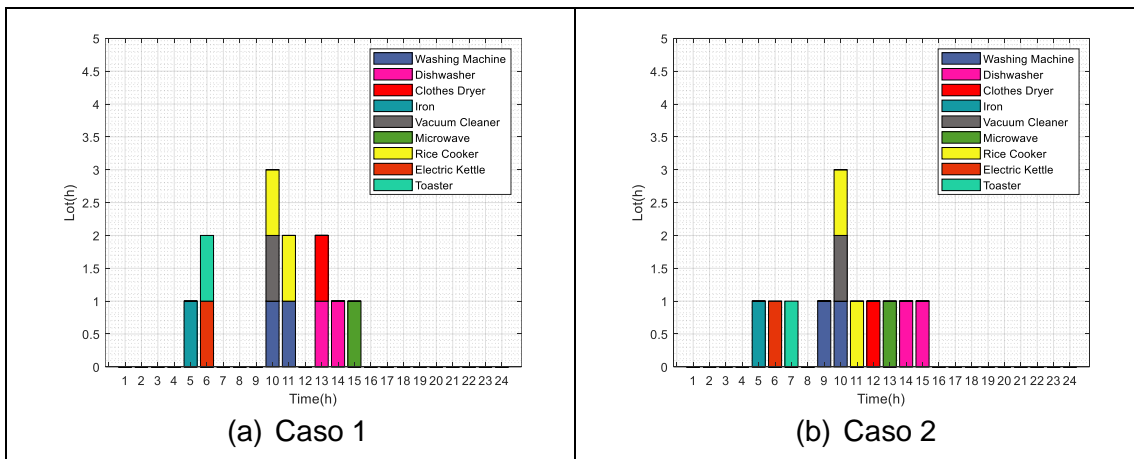 5
4.5
4
3.5
3
2.5
2
1.5
1
0.5
0
Lot(h)
Washing Machine
Dishwasher
Clothes Dryer
Iron
Vacuum Cleaner
Microwave
Rice Cooker
Electric Kettle
Toaster
1 2 3 4 5 6 7 8 9 10 11 12 13 14 15 16 17 18 19 20 21 22 23 24
Time(h)
(a) Caso 1
5
4.5
4
3.5
3
2.5
2
1.5
1
0.5
0
Lot(h)
Washing Machine
Dishwasher
Clothes Dryer
Iron
Vacuum Cleaner
Microwave
Rice Cooker
Electric Kettle
Toaster
1 2 3 4 5 6 7 8 9 10 11 12 13 14 15 16 17 18 19 20 21 22 23 24
Time(h)
(b) Caso 2